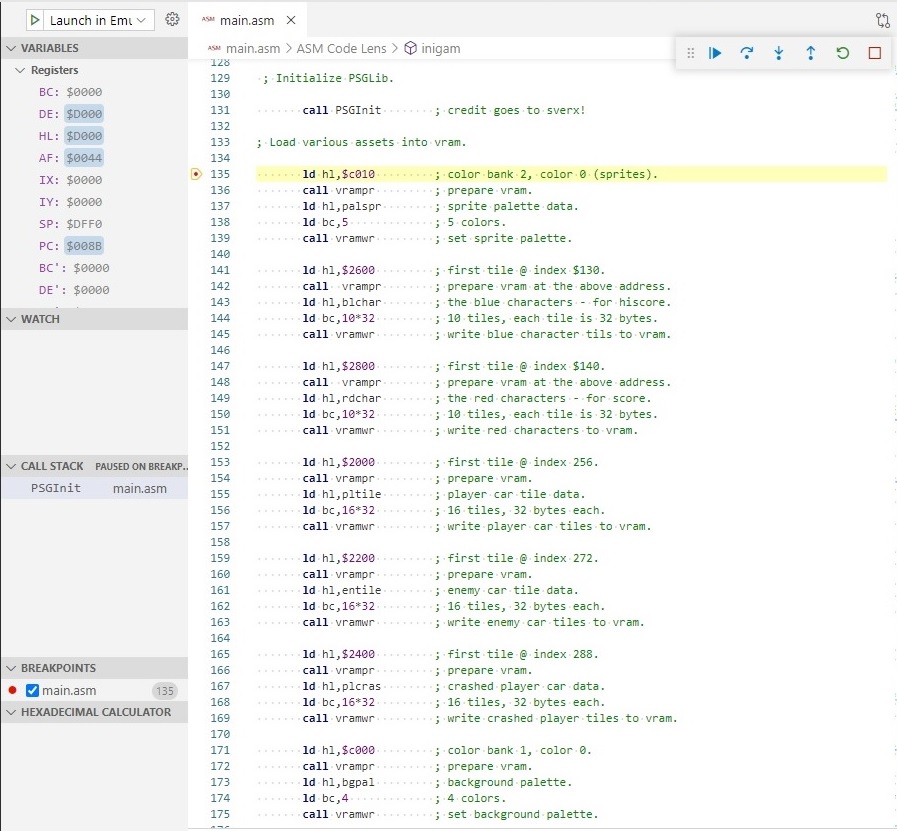 Launch in Emu
ASM main.asm
ASM main.asm > ASM Code Lens > inigam
VARIABLES
Registers
BC: $0000
DE: $D000
HL: $D000
AF: $0044
IX: $0000
IY: $0000
SP: $DFF0
PC: $008B
BC': $0000
DE': $0000
WATCH
CALL STACK PAUSED ON BREAKP..
PSGInit main.asm
BREAKPOINTS
main.asm 135
HEXADECIMAL CALCULATOR
128
129 ; Initialize PSGLib.
130
131 call PSGInit ; credit goes to sverx!
132
133 ; Load various assets into vram.
134
135 ld hl,$c010 ; color bank 2, color 0 (sprites).
136 call vrampr ; prepare vram.
137 ld hl,palspr ; sprite palette data.
138 ld bc,5 ; 5 colors.
139 call vramwr ; set sprite palette.
140
141 ld hl,$2600 ; first tile @ index $130.
142 call vrampr ; prepare vram at the above address.
143 ld hl,blchar ; the blue characters - for hiscore.
144 ld bc,10*32 ; 10 tiles, each tile is 32 bytes.
145 call vramwr ; write blue character tils to vram.
146
147 ld hl,$2800 ; first tile @ index $140.
148 call vrampr ; prepare vram at the above address.
149 ld hl,rdchar ; the red characters - for score.
150 ld bc,10*32 ; 10 tiles, each tile is 32 bytes.
151 call vramwr ; write red characters to vram.
152
153 ld hl,$2000 ; first tile @ index 256.
154 call vrampr ; prepare vram.
155 ld hl,pltile ; player car tile data.
156 ld bc,16*32 ; 16 tiles, 32 bytes each.
157 call vramwr ; write player car tiles to vram.
158
159 ld hl,$2200 ; first tile @ index 272.
160 call vrampr ; prepare vram.
161 ld hl,entile ; enemy car tile data.
162 ld bc,16*32 ; 16 tiles, 32 bytes each.
163 call vramwr ; write enemy car tiles to vram.
164
165 ld hl,$2400 ; first tile @ index 288.
166 call vrampr ; prepare vram.
167 ld hl,plcras ; crashed player car data.
168 ld bc,16*32 ; 16 tiles, 32 bytes each.
169 call vramwr ; write crashed player tiles to vram.
170
171 ld hl,$c000 ; color bank 1, color 0.
172 call vrampr ; prepare vram.
173 ld hl,bgpal ; background palette.
174 ld bc,4 ; 4 colors.
175 call vramwr ; set background palette.